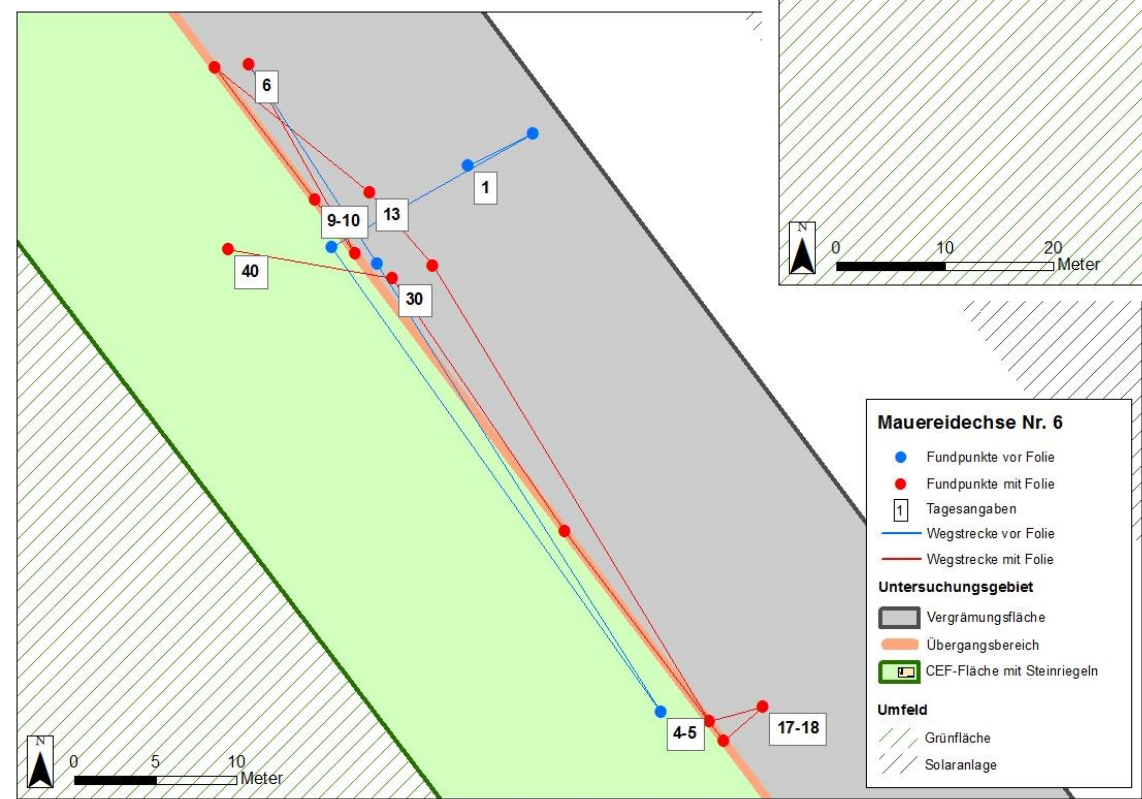 6
1
13
9-10
40
30
4-5
17-18
N
0 5 10
Meter
N
0 10 20
Meter
Mauereidechse Nr. 6
Fundpunkte vor Folie
Fundpunkte mit Folie
1 Tagesangaben
Wegstrecke vor Folie
Wegstrecke mit Folie
Untersuchungsgebiet
Vergrämungsfläche
Übergangsbereich
CEF-Fläche mit Steinriegeln
Umfeld
Grünfläche
Solaranlage